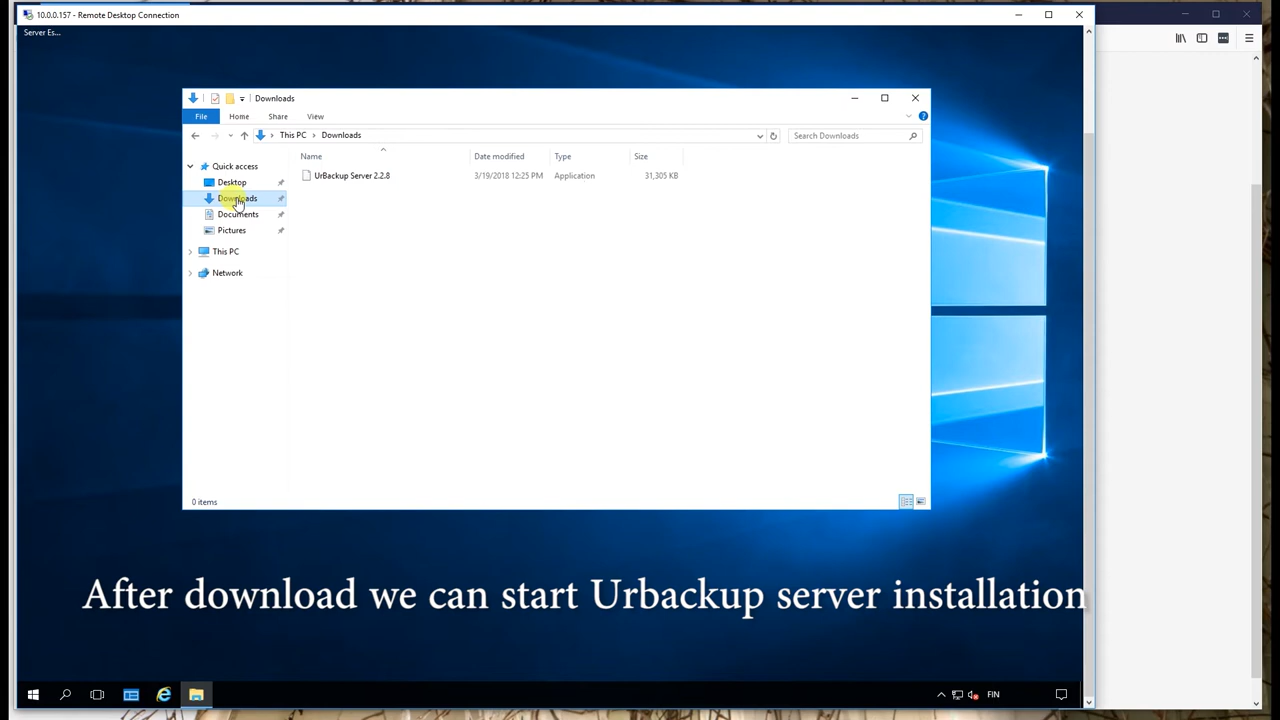 10.0.0.157 - Remote Desktop Connection
Server Es...
Downloads
File Home Share View
This PC Downloads
Search Downloads
Name Date modified Type Size
Quick access
UrBackup Server 2.2.8 3/19/2018 12:25 PM Application 31,305 KB
Desktop
Downloads
Documents
Pictures
This PC
Network
0 items
After download we can start Urbackup server installation
FIN